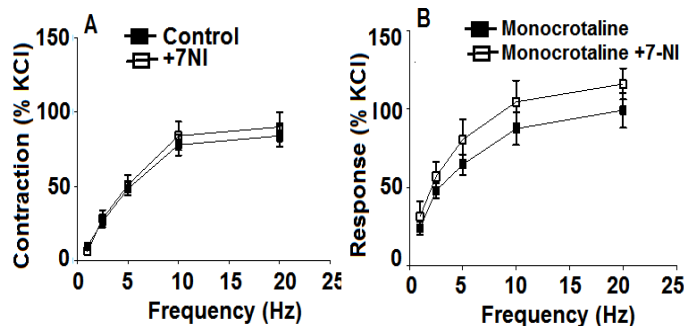 A
Control
+7NI
150
100
50
0
Contraction (% KCl)
0 5 10 15 20 25
Frequency (Hz)
B
Monocrotaline
Monocrotaline +7-NI
150
100
50
0
Response (% KCl)
0 5 10 15 20 25
Frequency (Hz)